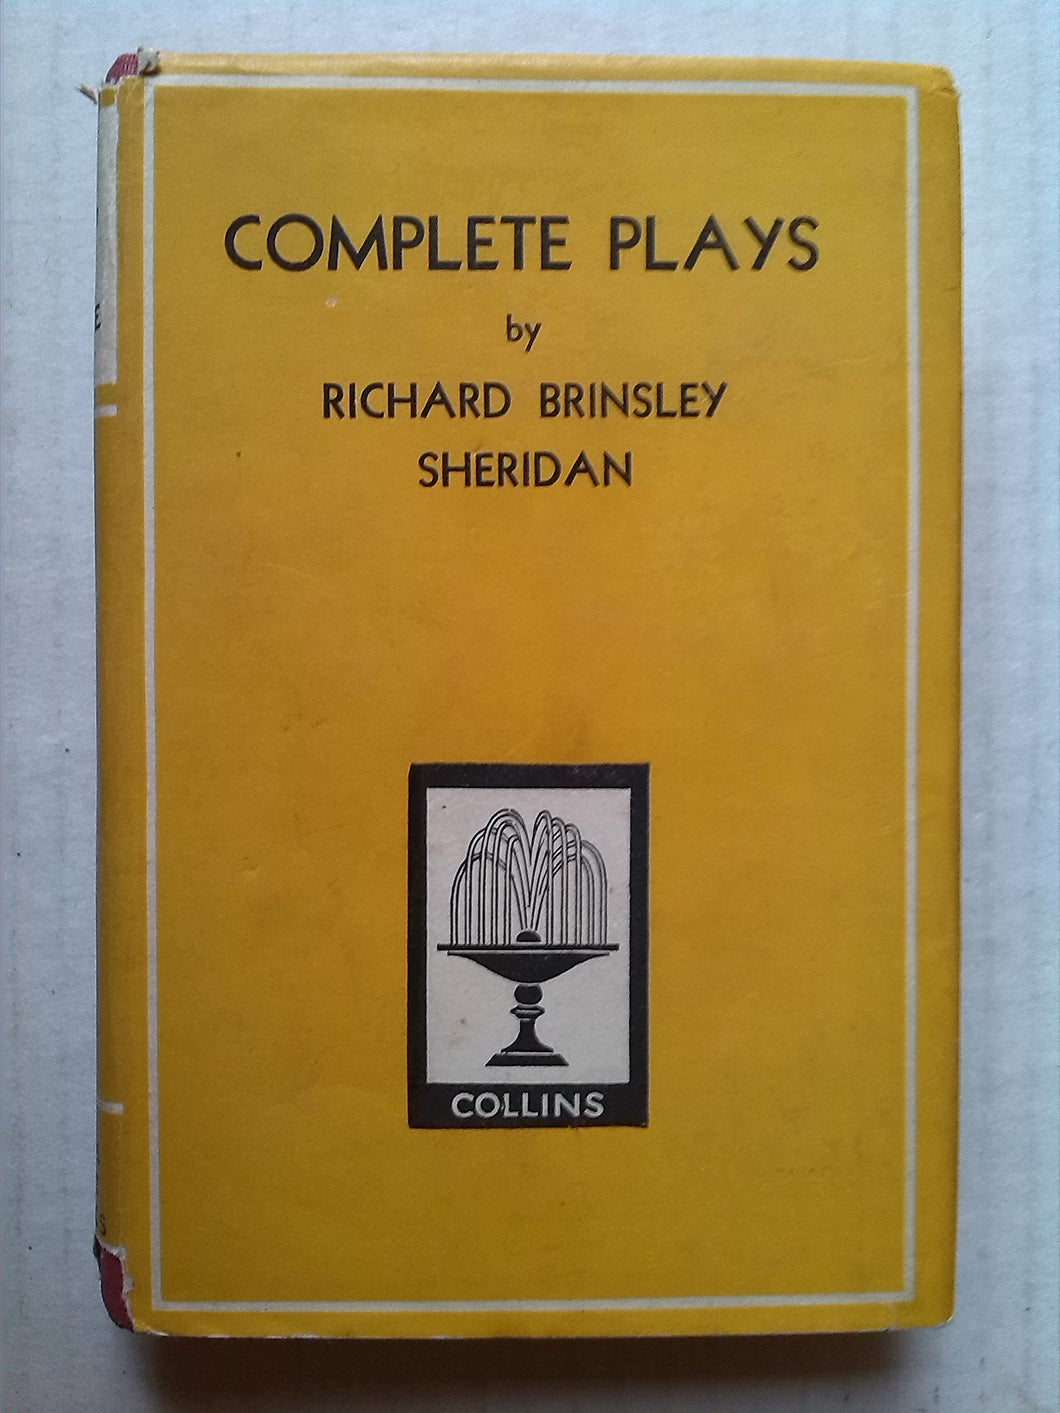 COMPLETE PLAYS
by
RICHARD BRINSLEY
SHERIDAN
COLLINS